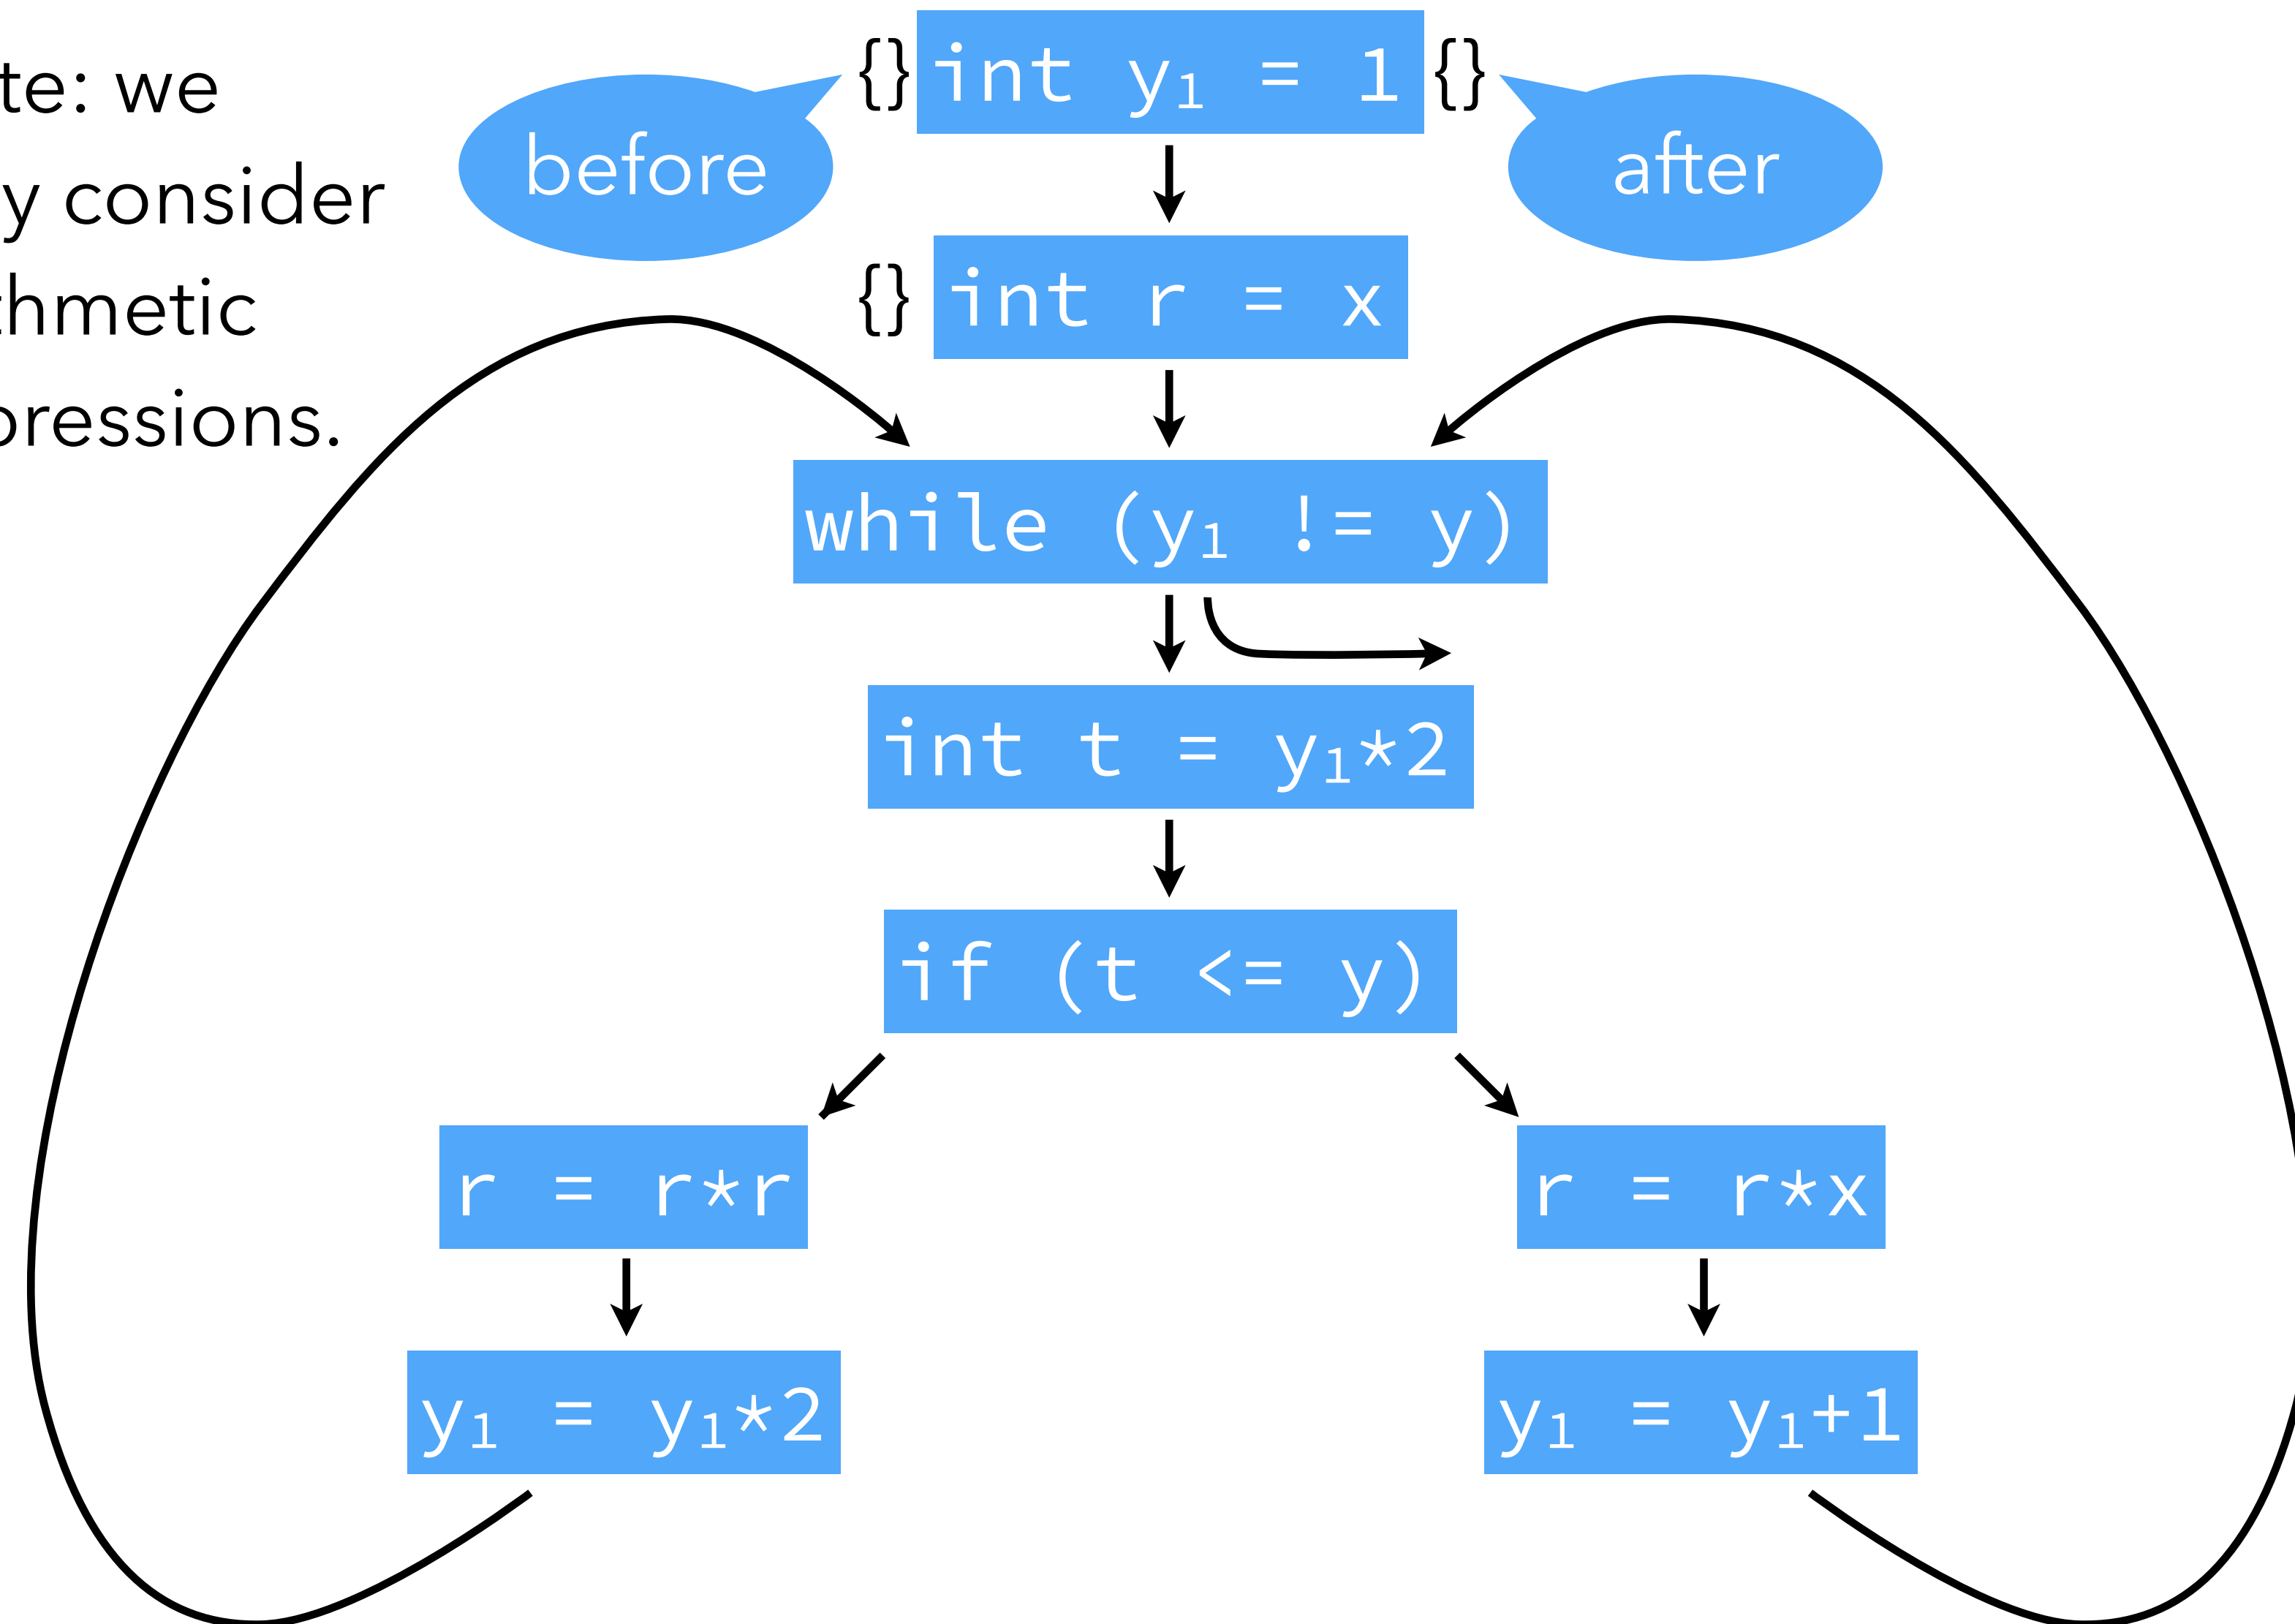 te: we
y consider
thmetic
pressions.
before
{} int y₁ = 1 {}
after
{} int r = x
while (y₁ != y)
int t = y₁*2
if (t <= y)
r = r*r
r = r*x
y₁ = y₁*2
y₁ = y₁+1